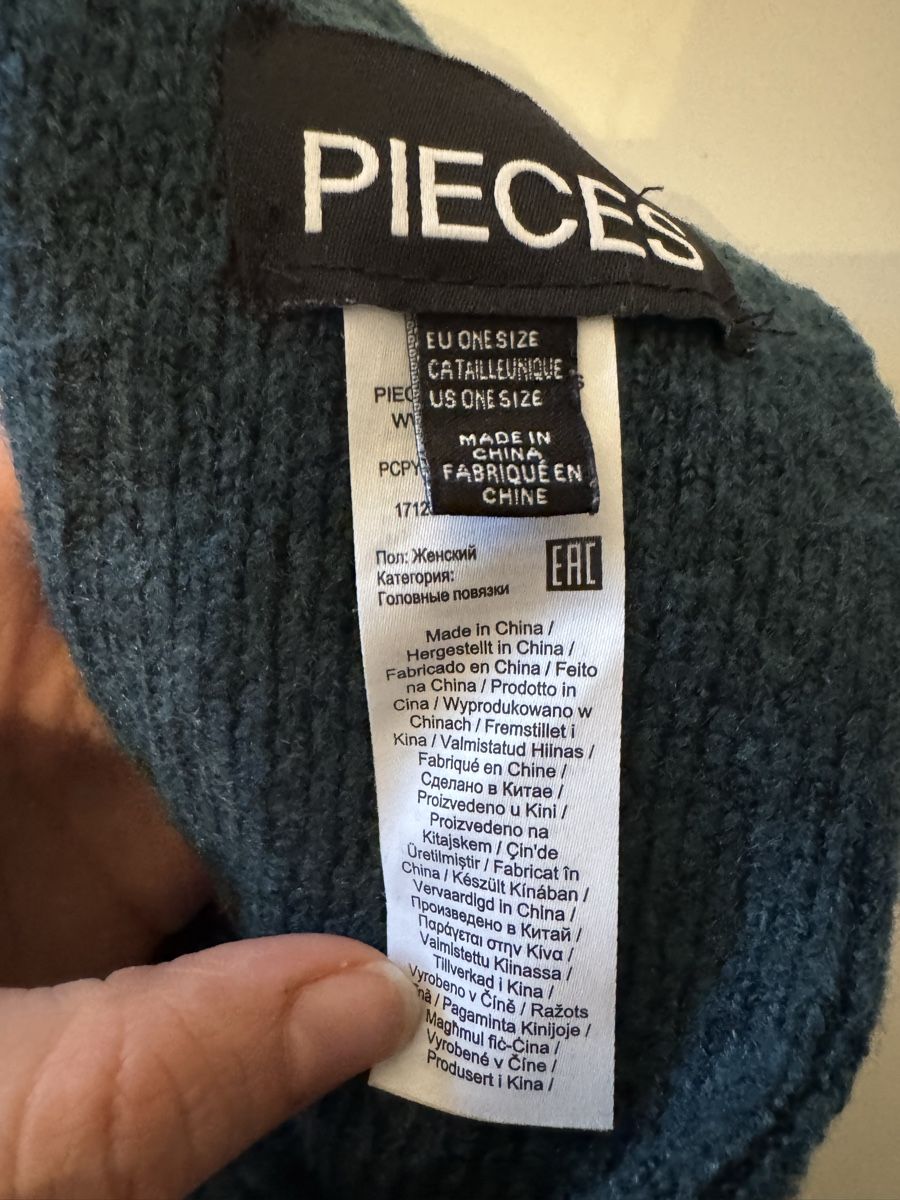 PIECES
EU ONE SIZE
CA TAILLE UNIQUE
US ONE SIZE
MADE IN
CHINA
FABRIQUÉ EN
CHINE
Пол: Женский
Категория:
Головные повязки
EAC
Made in China /
Hergestellt in China /
Fabricado en China / Feito
na China / Prodotto in
Cina / Wyprodukowano w
Chinach / Fremstillet i
Kina / Valmistatud Hiinas /
Fabriqué en Chine /
Сделано в Китае /
Proizvedeno u Kini /
Proizvedeno na
Kitajskem / Çin'de
Üretilmiştir / Fabricat în
China / Készült Kínában /
Vervaardigd in China /
Произведено в Китай /
Παράγεται στην Κίνα /
Valmistettu Kiinassa /
Tillverkad i Kina /
Vyrobeno v Číně / Ražots
/ Pagaminta Kinijoje /
Magħmul fiċ-Ċina /
Vyrobené v Číne /
Produsert i Kina /